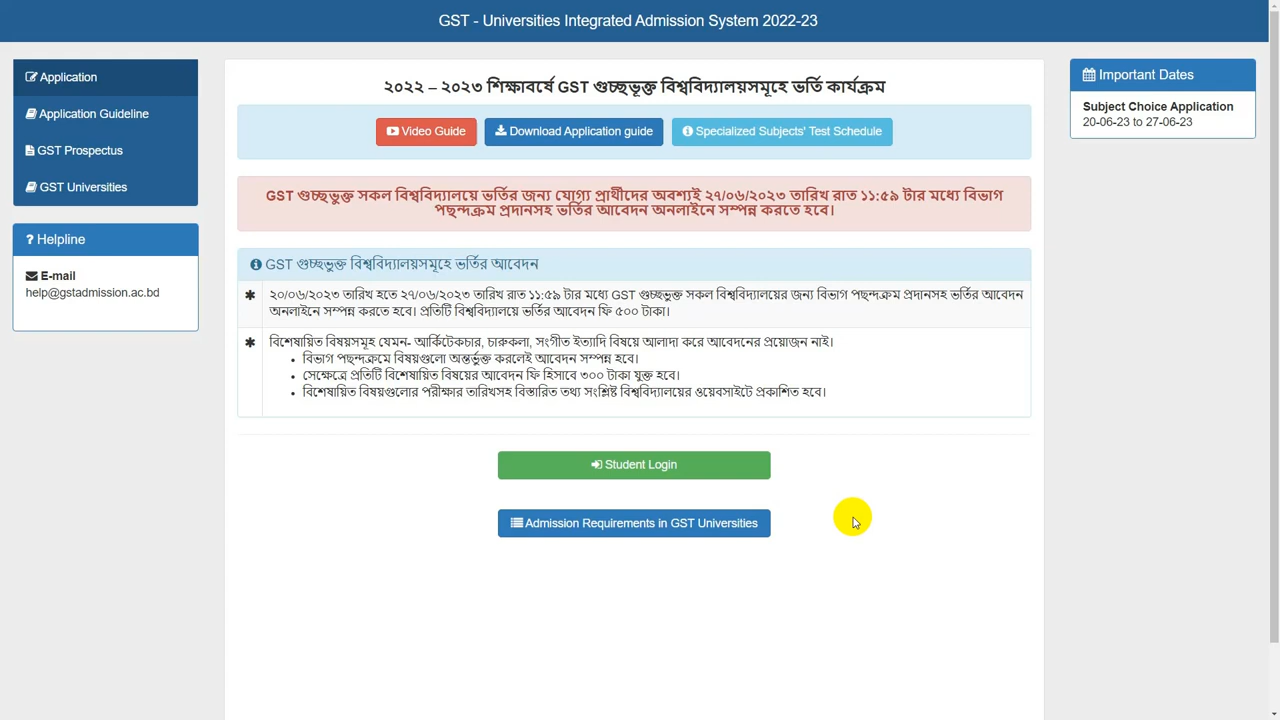 GST - Universities Integrated Admission System 2022-23
Application
Application Guideline
GST Prospectus
GST Universities
? Helpline
E-mail
help@gstadmission.ac.bd
২০২২ – ২০২৩ শিক্ষাবর্ষে GST গুচ্ছভূক্ত বিশ্ববিদ্যালয়সমূহে ভর্তি কার্যক্রম
Video Guide
Download Application guide
Specialized Subjects' Test Schedule
GST গুচ্ছভুক্ত সকল বিশ্ববিদ্যালয়ে ভর্তির জন্য যোগ্য প্রার্থীদের অবশ্যই ২৭/০৬/২০২৩ তারিখ রাত ১১:৫৯ টার মধ্যে বিভাগ
পছন্দক্রম প্রদানসহ ভর্তির আবেদন অনলাইনে সম্পন্ন করতে হবে।
GST গুচ্ছভুক্ত বিশ্ববিদ্যালয়সমূহে ভর্তির আবেদন
২০/০৬/২০২৩ তারিখ হতে ২৭/০৬/২০২৩ তারিখ রাত ১১:৫৯ টার মধ্যে GST গুচ্ছভুক্ত সকল বিশ্ববিদ্যালয়ের জন্য বিভাগ পছন্দক্রম প্রদানসহ ভর্তির আবেদন
অনলাইনে সম্পন্ন করতে হবে। প্রতিটি বিশ্ববিদ্যালয়ে ভর্তির আবেদন ফি ৫০০ টাকা।
বিশেষায়িত বিষয়সমূহ যেমন- আর্কিটেকচার, চারুকলা, সংগীত ইত্যাদি বিষয়ে আলাদা করে আবেদনের প্রয়োজন নাই।
• বিভাগ পছন্দক্রমে বিষয়গুলো অন্তর্ভুক্ত করলেই আবেদন সম্পন্ন হবে।
• সেক্ষেত্রে প্রতিটি বিশেষায়িত বিষয়ের আবেদন ফি হিসাবে ৩০০ টাকা যুক্ত হবে।
• বিশেষায়িত বিষয়গুলোর পরীক্ষার তারিখসহ বিস্তারিত তথ্য সংশ্লিষ্ট বিশ্ববিদ্যালয়ের ওয়েবসাইটে প্রকাশিত হবে।
Student Login
Admission Requirements in GST Universities
Important Dates
Subject Choice Application
20-06-23 to 27-06-23